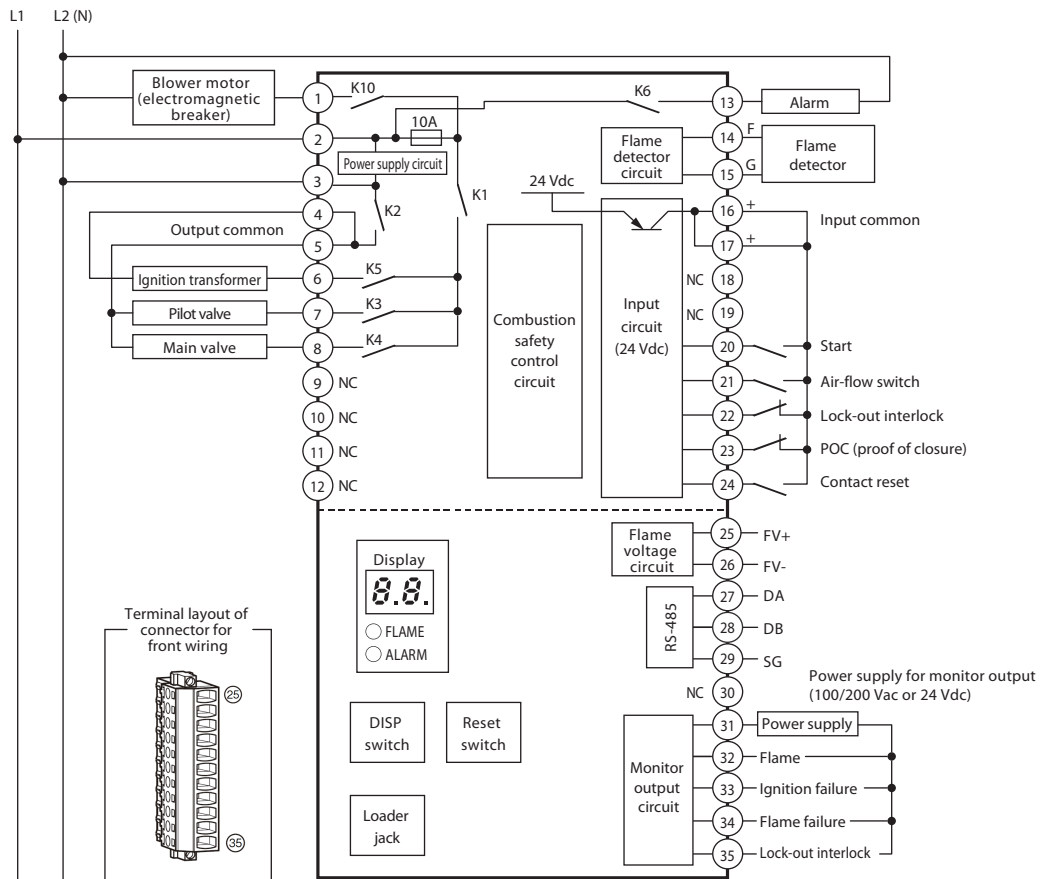 L1
L2 (N)
Blower motor
(electromagnetic
breaker)
1
K10
K6
13
Alarm
2
10A
14
F
Flame
detector
circuit
Flame
detector
Power supply circuit
15
G
3
24 Vdc
K1
16
+
Input common
4
K2
Output common
17
+
5
NC
18
Ignition transformer
6
K5
NC
19
Pilot valve
7
K3
Combustion
safety
control
circuit
Input
circuit
(24 Vdc)
20
Start
Main valve
8
K4
21
Air-flow switch
9
NC
22
Lock-out interlock
10
NC
23
POC (proof of closure)
11
NC
24
Contact reset
12
NC
Flame
voltage
circuit
25
FV+
26
FV-
Display
8.8.
FLAME
ALARM
RS-485
27
DA
28
DB
29
SG
Terminal layout of
connector for
front wiring
25
35
NC
30
Power supply for monitor output
(100/200 Vac or 24 Vdc)
DISP
switch
Reset
switch
31
Power supply
Monitor
output
circuit
32
Flame
33
Ignition failure
Loader
jack
34
Flame failure
35
Lock-out interlock